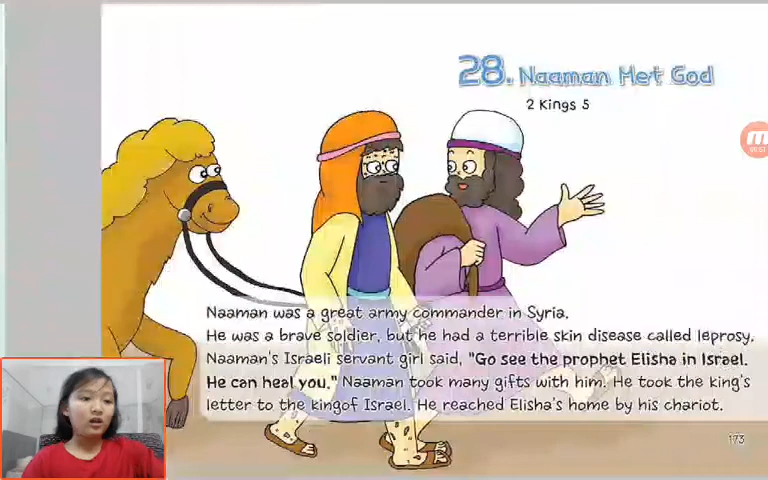 28. Naaman Met God
2 Kings 5
Naaman was a great army commander in Syria.
He was a brave soldier, but he had a terrible skin disease called leprosy.
Naaman's Israeli servant girl said, "Go see the prophet Elisha in Israel.
He can heal you." Naaman took many gifts with him. He took the king's
letter to the kingof Israel. He reached Elisha's home by his chariot.
173